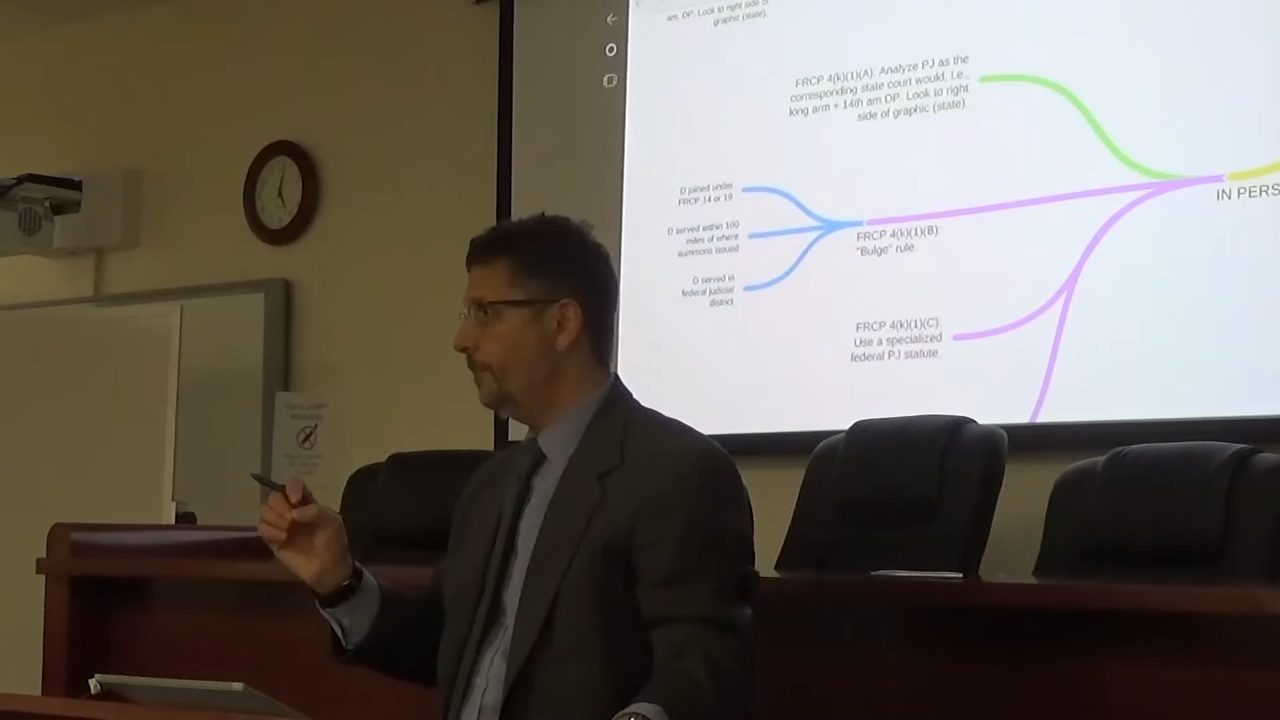 am. DP. Look to right side of
graphic (state).
FRCP 4(k)(1)(A). Analyze PJ as the
corresponding state court would, i.e.,
long arm + 14th am DP. Look to right
side of graphic (state)
D joined under
FRCP 14 or 19
D served within 100
miles of where
summons issued
D served in
federal judicial
district
FRCP 4(k)(1)(B):
"Bulge" rule.
IN PERS
FRCP 4(k)(1)(C):
Use a specialized
federal PJ statute